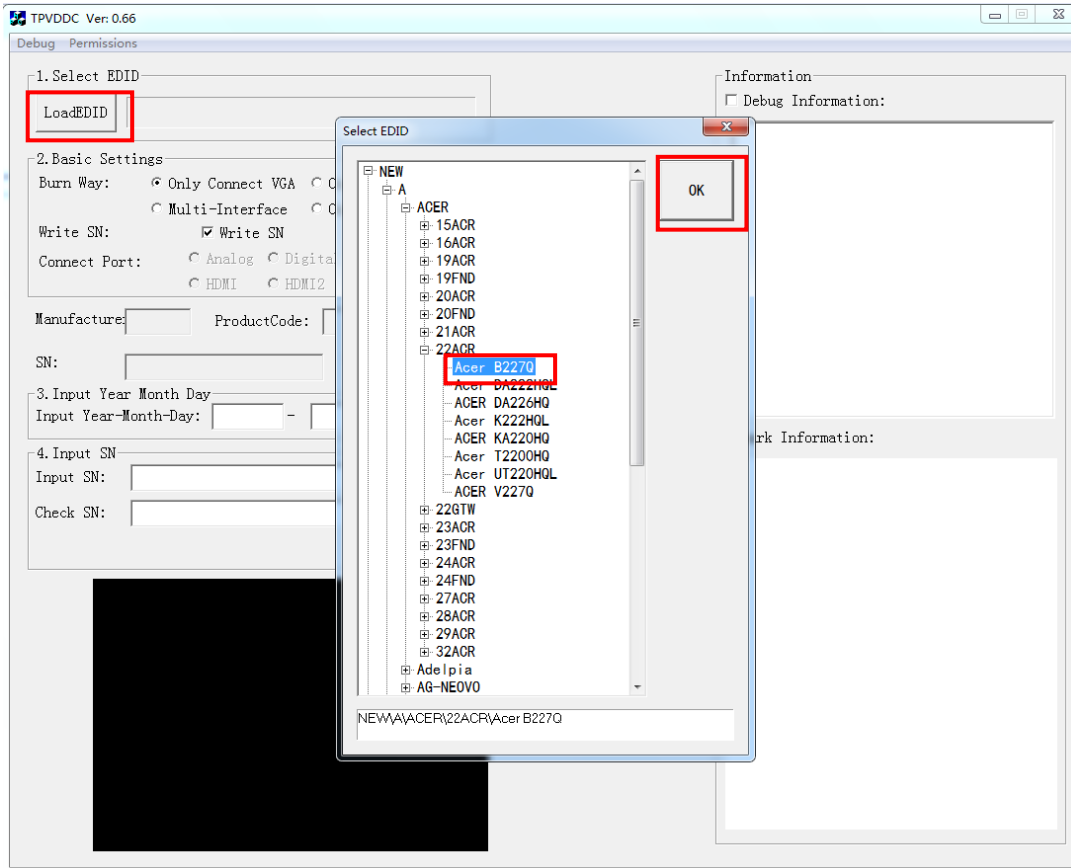 TPVDDC Ver: 0.66
Debug Permissions
1.Select EDID
LoadEDID
2.Basic Settings
Burn Way: Only Connect VGA
Multi-Interface
Write SN: Write SN
Connect Port: Analog
HDMI HDMI2
Manufacture: ProductCode:
SN:
3.Input Year Month Day
Input Year-Month-Day: -
4.Input SN
Input SN:
Check SN:
Select EDID
NEW
A
ACER
15ACR
16ACR
19ACR
19FND
20ACR
20FND
21ACR
22ACR
Acer B227Q
Acer DA222HQL
ACER DA226HQ
Acer K222HQL
ACER KA220HQ
Acer T2200HQ
Acer UT220HQL
ACER V227Q
22GTW
23ACR
23FND
24ACR
24FND
27ACR
28ACR
29ACR
32ACR
Adelpia
AG-NEOVO
OK
NEW\A\ACER\22ACR\Acer B227Q
Information
Debug Information:
Information: